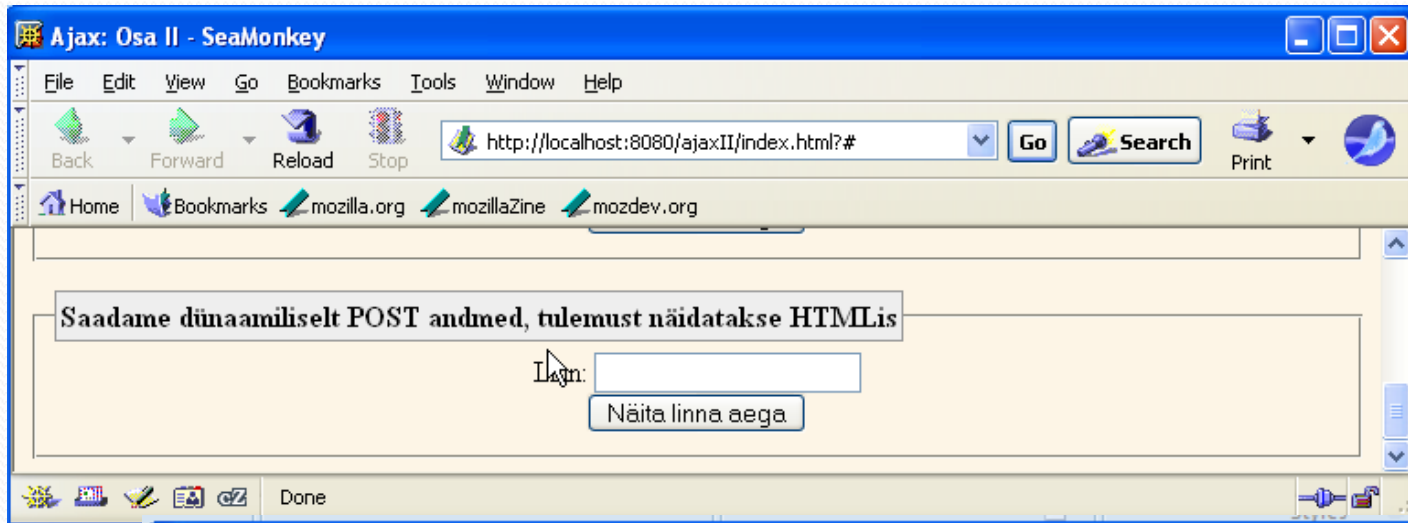 Ajax: Osa II - SeaMonkey
File Edit View Go Bookmarks Tools Window Help
Back Forward Reload Stop http://localhost:8080/ajaxII/index.html?# Go Search Print
Home Bookmarks mozilla.org mozillaZine mozdev.org
Saadame dünaamiliselt POST andmed, tulemust näidatakse HTMLis
Näita linna aega
Done